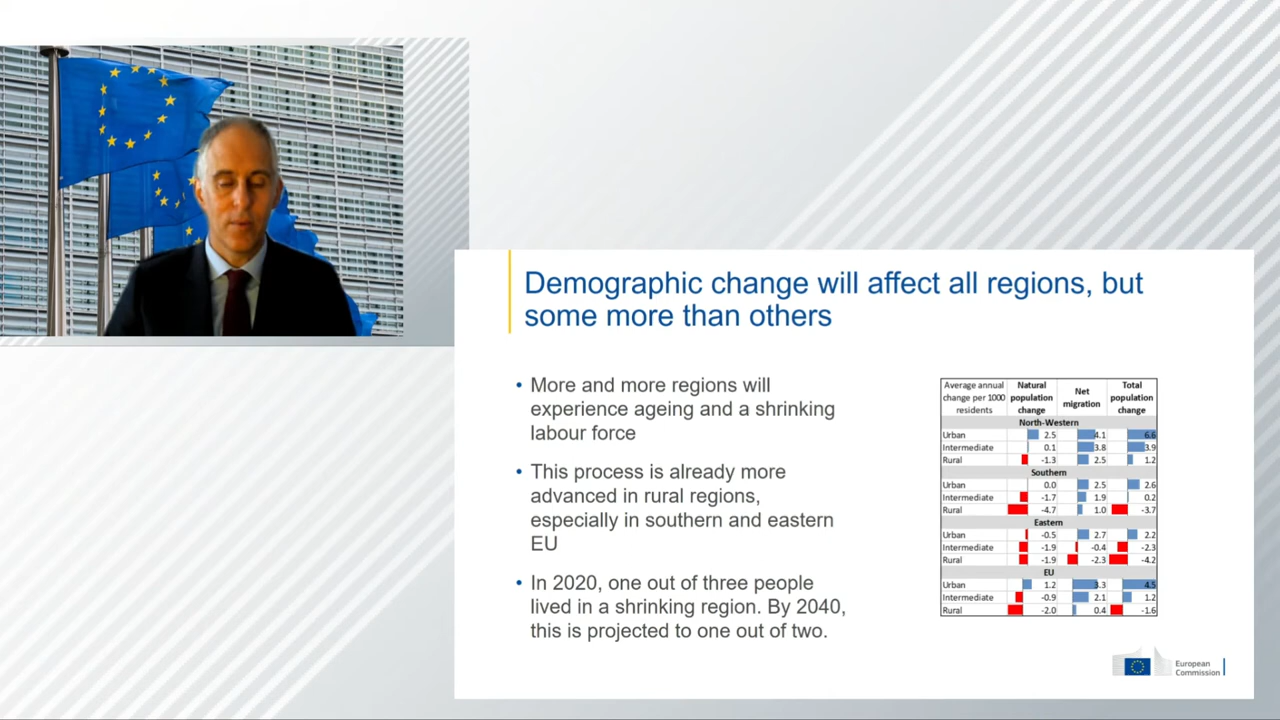 Demographic change will affect all regions, but
some more than others
• More and more regions will
experience ageing and a shrinking
labour force
• This process is already more
advanced in rural regions,
especially in southern and eastern
EU
• In 2020, one out of three people
lived in a shrinking region. By 2040,
this is projected to one out of two.
Average annual change per 1000 residents Natural population change Net migration Total population change
North-Western
Urban 2.5 4.1 6.6
Intermediate 0.1 3.8 3.9
Rural -1.3 2.5 1.2
Southern
Urban 0.0 2.5 2.6
Intermediate -1.7 1.9 0.2
Rural -4.7 1.0 -3.7
Eastern
Urban -0.5 2.7 2.2
Intermediate -1.9 -0.4 -2.3
Rural -1.9 -2.3 -4.2
EU
Urban 1.2 3.3 4.5
Intermediate -0.9 2.1 1.2
Rural -2.0 0.4 -1.6
European
Commission